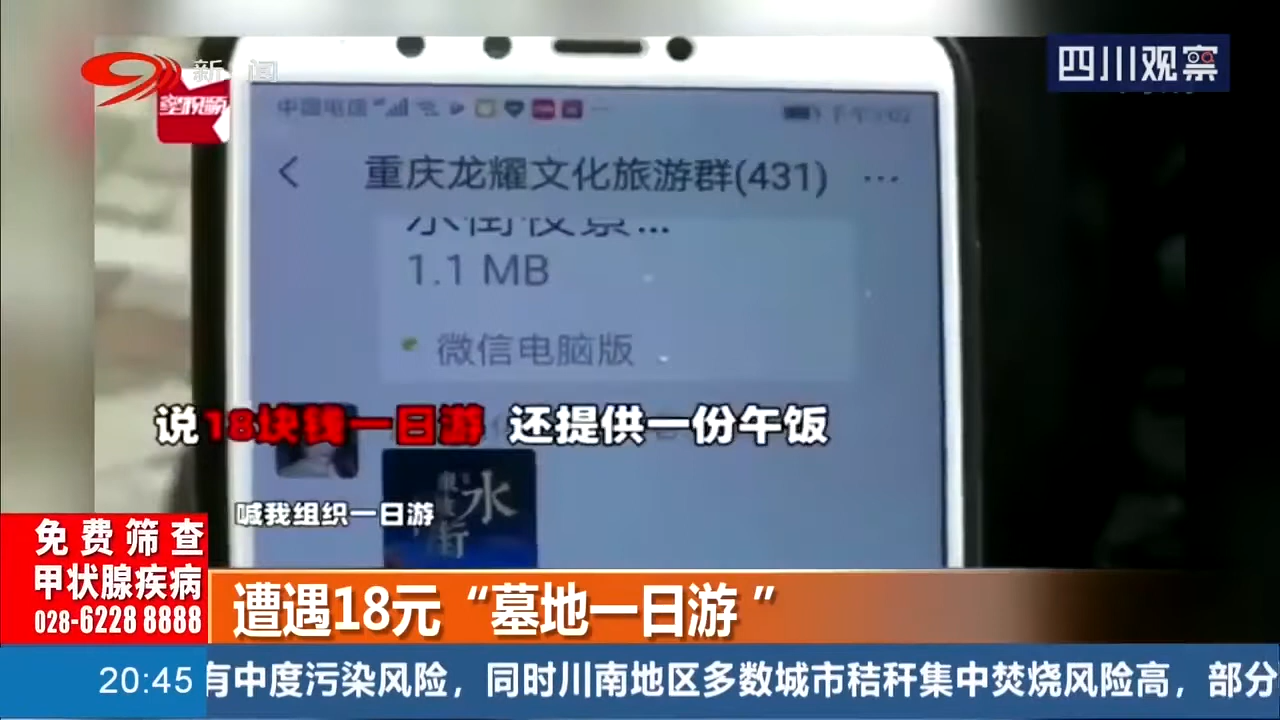 新闻
四川观察
中国电信
重庆龙耀文化旅游群(431)
1.1 MB
微信电脑版
说18块钱一日游 还提供一份午饭
水
街
喊我组织一日游
免费筛查
甲状腺疾病
028-6228 8888
遭遇18元“墓地一日游”
20:45
有中度污染风险，同时川南地区多数城市秸秆集中焚烧风险高，部分